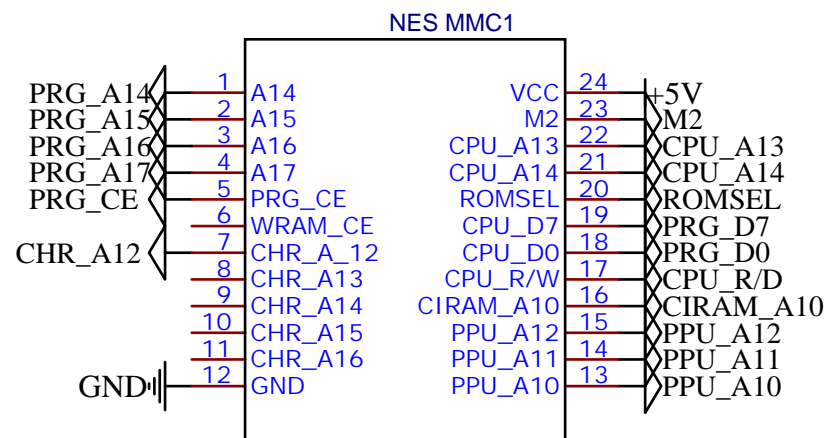 NES MMC1
PRG_A14 1 A14 VCC 24 +5V
PRG_A15 2 A15 M2 23 M2
PRG_A16 3 A16 CPU_A13 22 CPU_A13
PRG_A17 4 A17 CPU_A14 21 CPU_A14
PRG_CE 5 PRG_CE ROMSEL 20 ROMSEL
6 WRAM_CE CPU_D7 19 PRG_D7
CHR_A12 7 CHR_A_12 CPU_D0 18 PRG_D0
8 CHR_A13 CPU_R/W 17 CPU_R/D
9 CHR_A14 CIRAM_A10 16 CIRAM_A10
10 CHR_A15 PPU_A12 15 PPU_A12
11 CHR_A16 PPU_A11 14 PPU_A11
GND 12 GND PPU_A10 13 PPU_A10